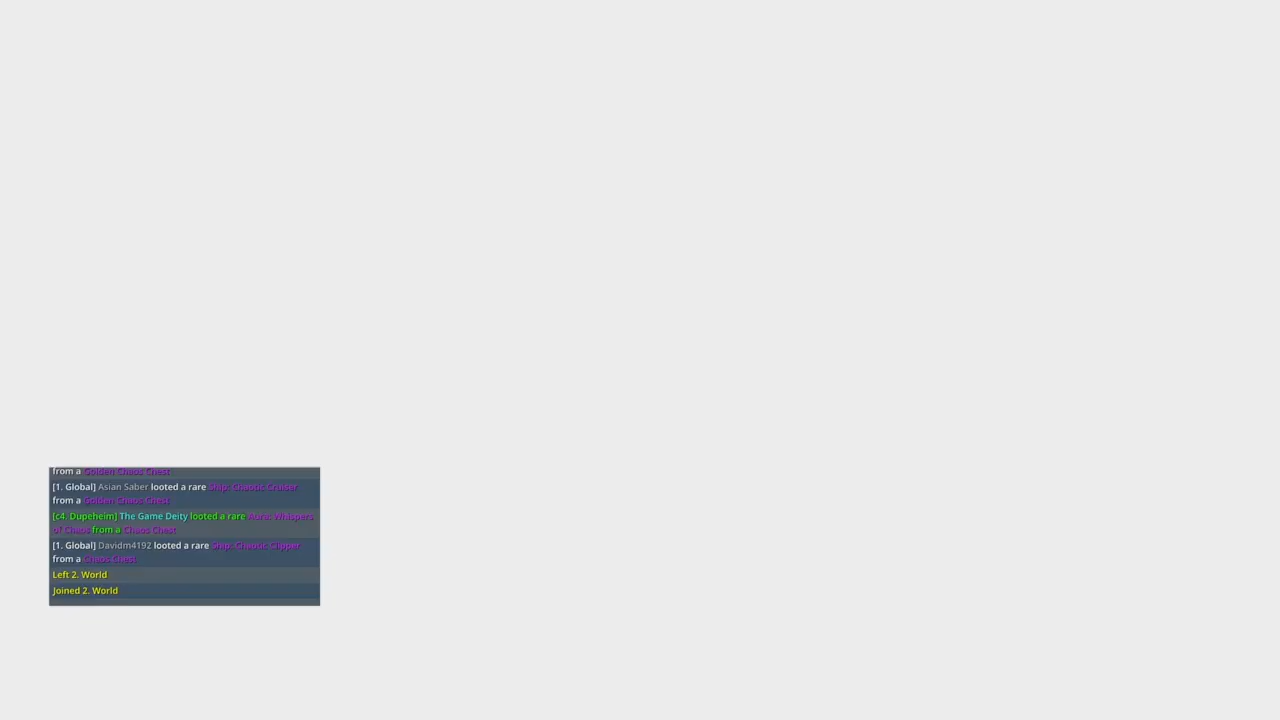 from a Golden Chaos Chest
[1. Global] Asian Saber looted a rare Ship: Chaotic Cruiser
from a Golden Chaos Chest
[c4: Dupeheim] The Game Deity looted a rare Aura: Whispers
of Chaos from a Chaos Chest
[1. Global] Davidm4192 looted a rare Ship: Chaotic Clipper
from a Chaos Chest
Left 2. World
Joined 2. World